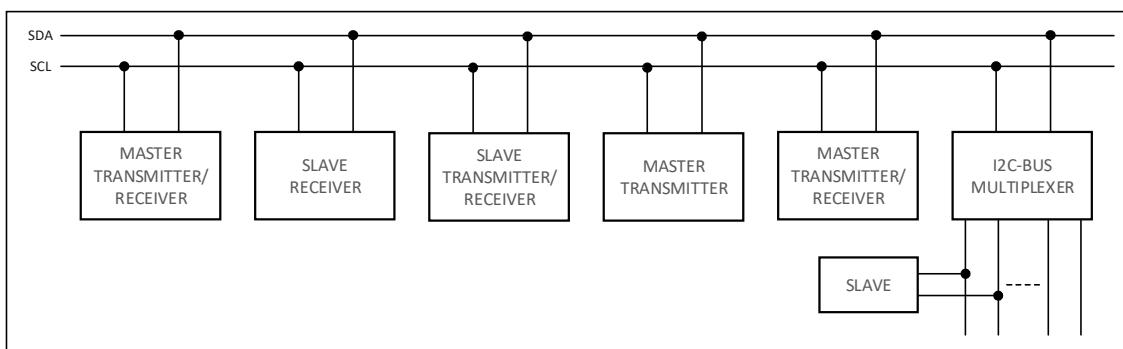 SDA
SCL
MASTER
TRANSMITTER/
RECEIVER
SLAVE
RECEIVER
SLAVE
TRANSMITTER/
RECEIVER
MASTER
TRANSMITTER
MASTER
TRANSMITTER/
RECEIVER
I2C-BUS
MULTIPLEXER
SLAVE